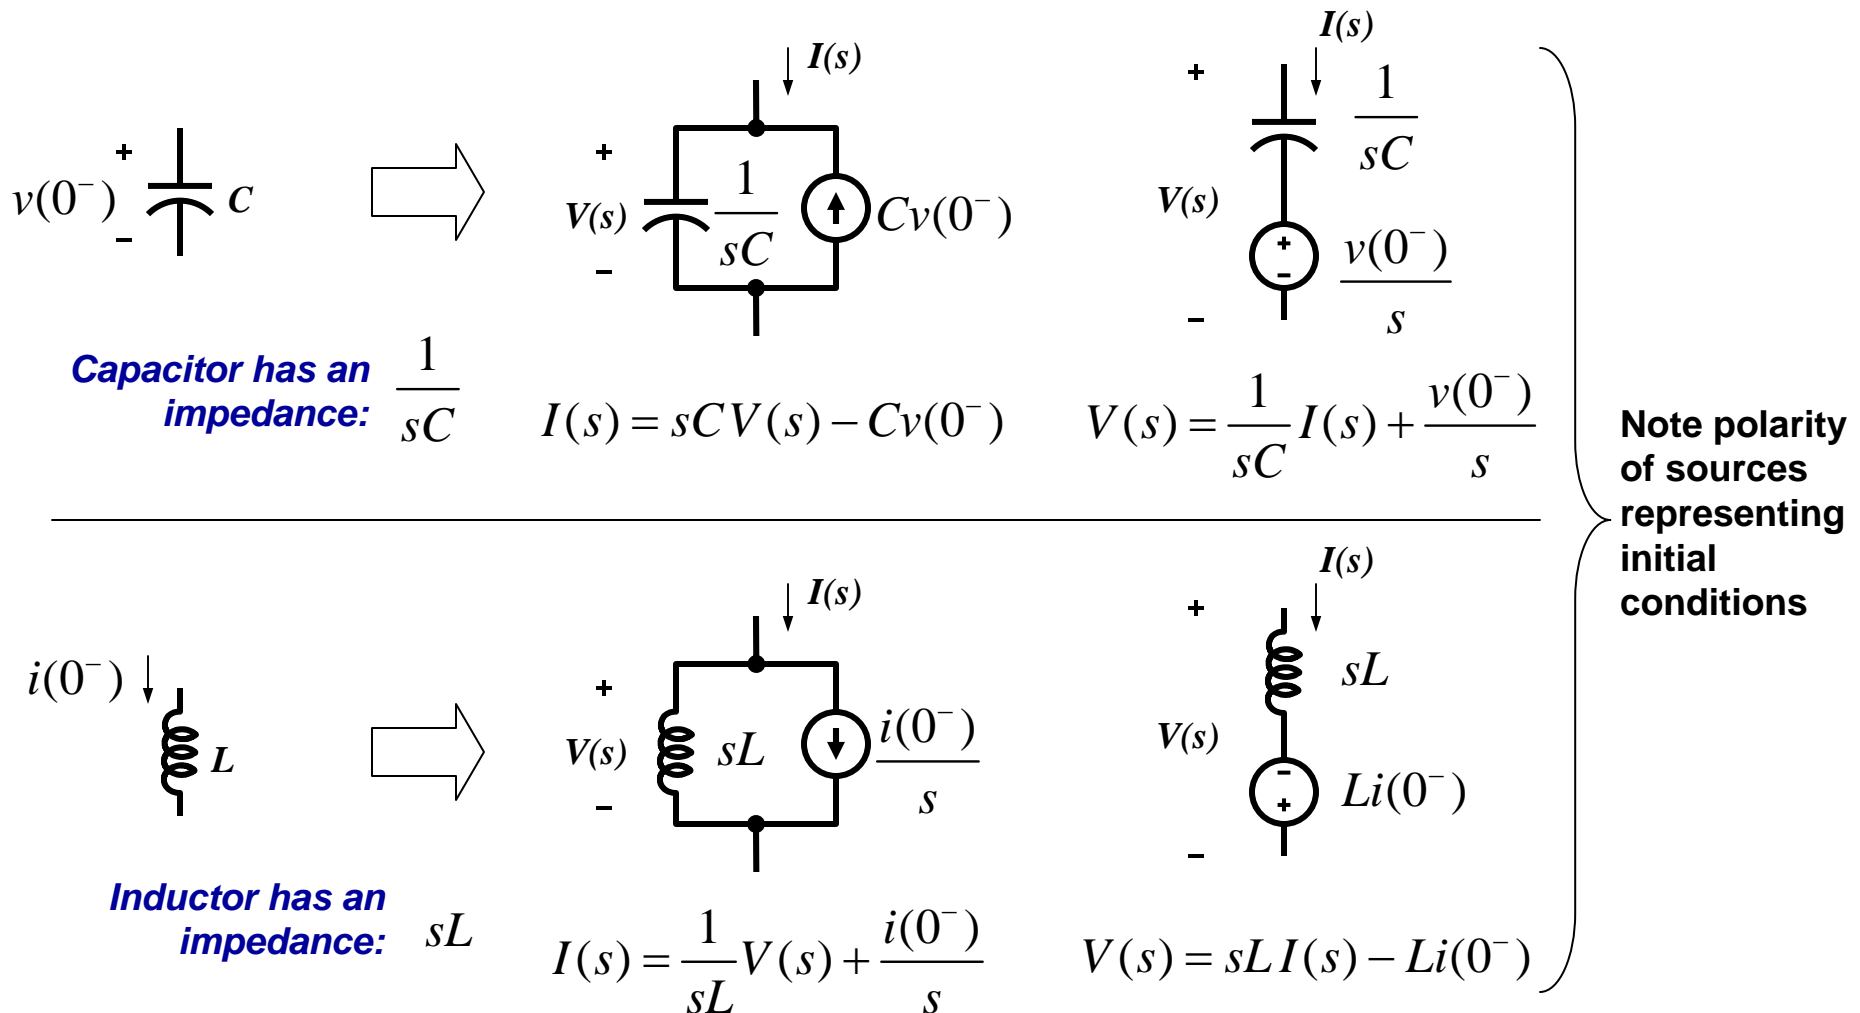 v(0⁻) + − C
I(s)
+ V(s) −
1/sC
Cv(0⁻)
I(s)
+ V(s) −
1/sC
+ −
v(0⁻)/s
Capacitor has an
impedance: 1/sC
I(s) = sCV(s) − Cv(0⁻)
V(s) = 1/sC I(s) + v(0⁻)/s
Note polarity
of sources
representing
initial
conditions
i(0⁻)
L
I(s)
+ V(s) −
sL
i(0⁻)/s
I(s)
+ V(s) −
sL
− +
Li(0⁻)
Inductor has an
impedance: sL
I(s) = 1/sL V(s) + i(0⁻)/s
V(s) = sLI(s) − Li(0⁻)